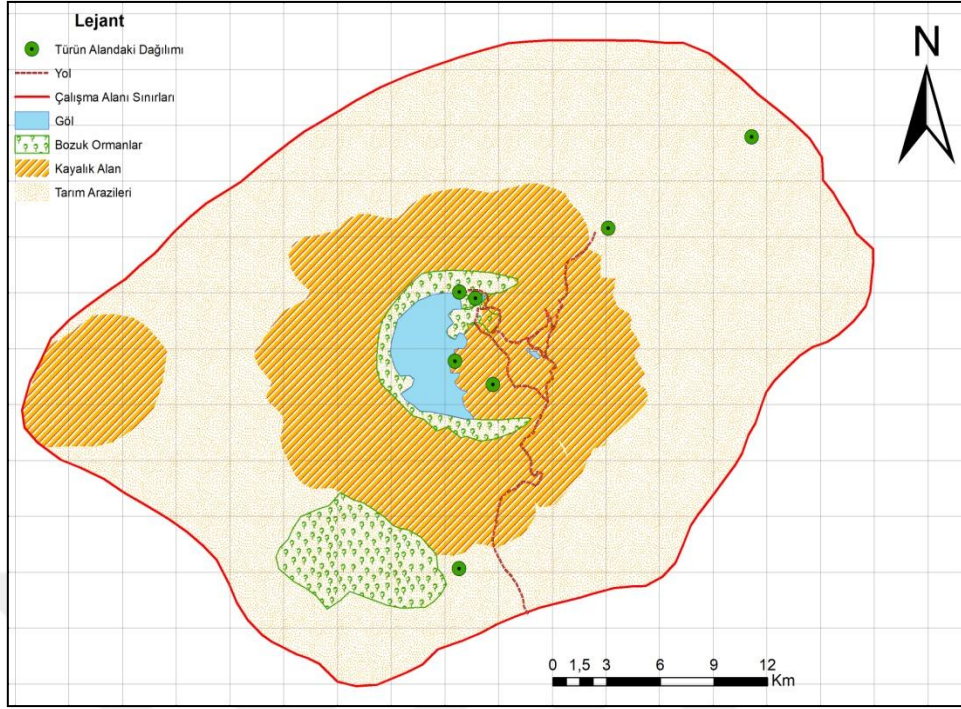 Lejant
Türün Alandaki Dağılımı
Yol
Çalışma Alanı Sınırları
Göl
Bozuk Ormanlar
Kayalık Alan
Tarım Arazileri
N
0 1,5 3 6 9 12
Km